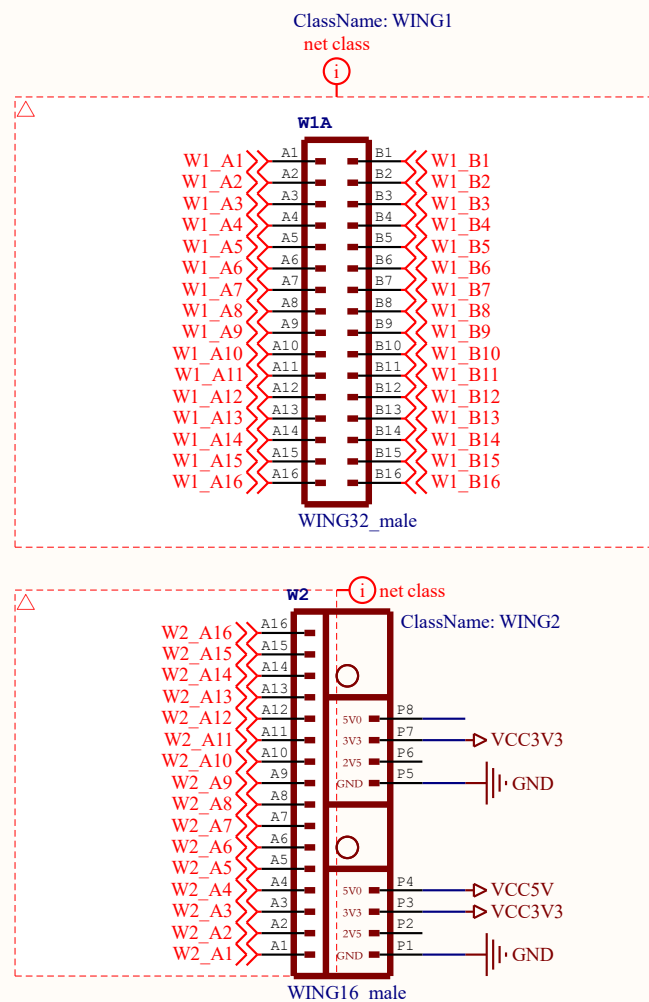 ClassName: WING1
net class
i
W1A
W1_A1 A1 B1 W1_B1
W1_A2 A2 B2 W1_B2
W1_A3 A3 B3 W1_B3
W1_A4 A4 B4 W1_B4
W1_A5 A5 B5 W1_B5
W1_A6 A6 B6 W1_B6
W1_A7 A7 B7 W1_B7
W1_A8 A8 B8 W1_B8
W1_A9 A9 B9 W1_B9
W1_A10 A10 B10 W1_B10
W1_A11 A11 B11 W1_B11
W1_A12 A12 B12 W1_B12
W1_A13 A13 B13 W1_B13
W1_A14 A14 B14 W1_B14
W1_A15 A15 B15 W1_B15
W1_A16 A16 B16 W1_B16
WING32_male
W2 i net class
ClassName: WING2
W2_A16 A16
W2_A15 A15
W2_A14 A14
W2_A13 A13
W2_A12 A12 5V0 P8
W2_A11 A11 3V3 P7 VCC3V3
W2_A10 A10 2V5 P6
W2_A9 A9 GND P5 GND
W2_A8 A8
W2_A7 A7
W2_A6 A6
W2_A5 A5
W2_A4 A4 5V0 P4 VCC5V
W2_A3 A3 3V3 P3 VCC3V3
W2_A2 A2 2V5 P2
W2_A1 A1 GND P1 GND
WING16_male